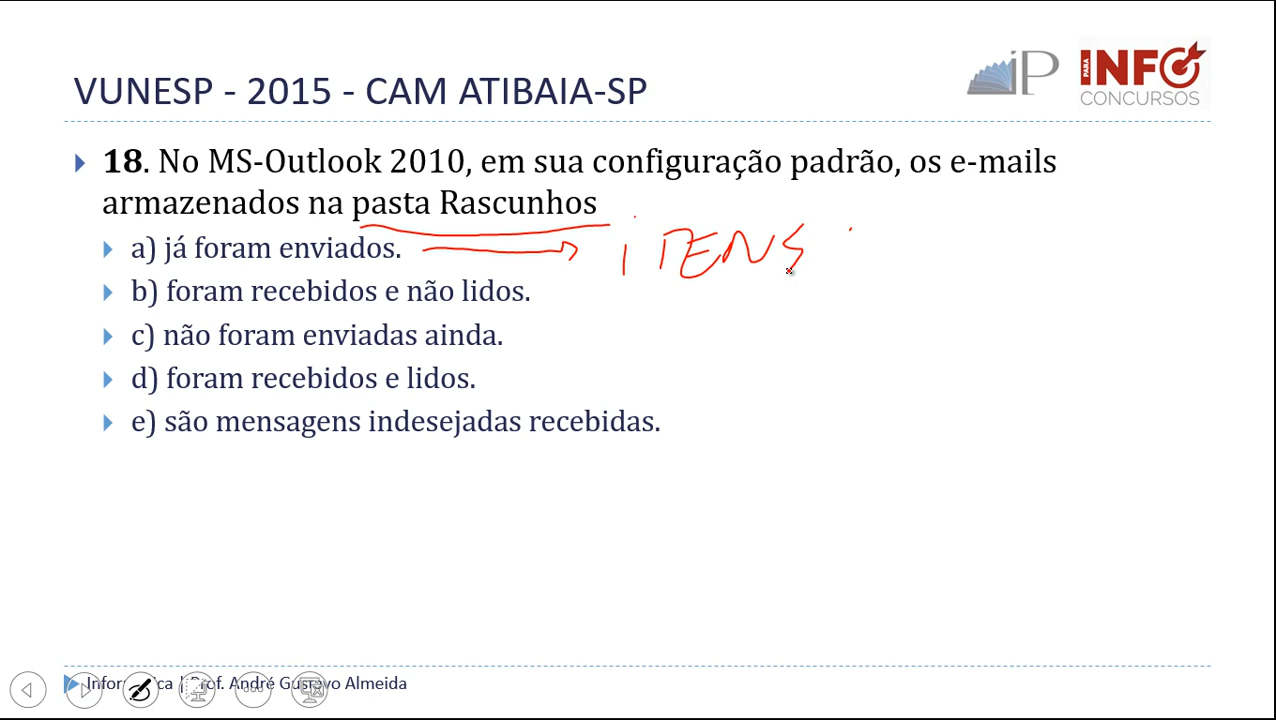 VUNESP - 2015 - CAM ATIBAIA-SP
iP
PARA INFO
CONCURSOS
18. No MS-Outlook 2010, em sua configuração padrão, os e-mails
armazenados na pasta Rascunhos
a) já foram enviados.
ITENS
b) foram recebidos e não lidos.
c) não foram enviadas ainda.
d) foram recebidos e lidos.
e) são mensagens indesejadas recebidas.
Prof. André Gustavo Almeida